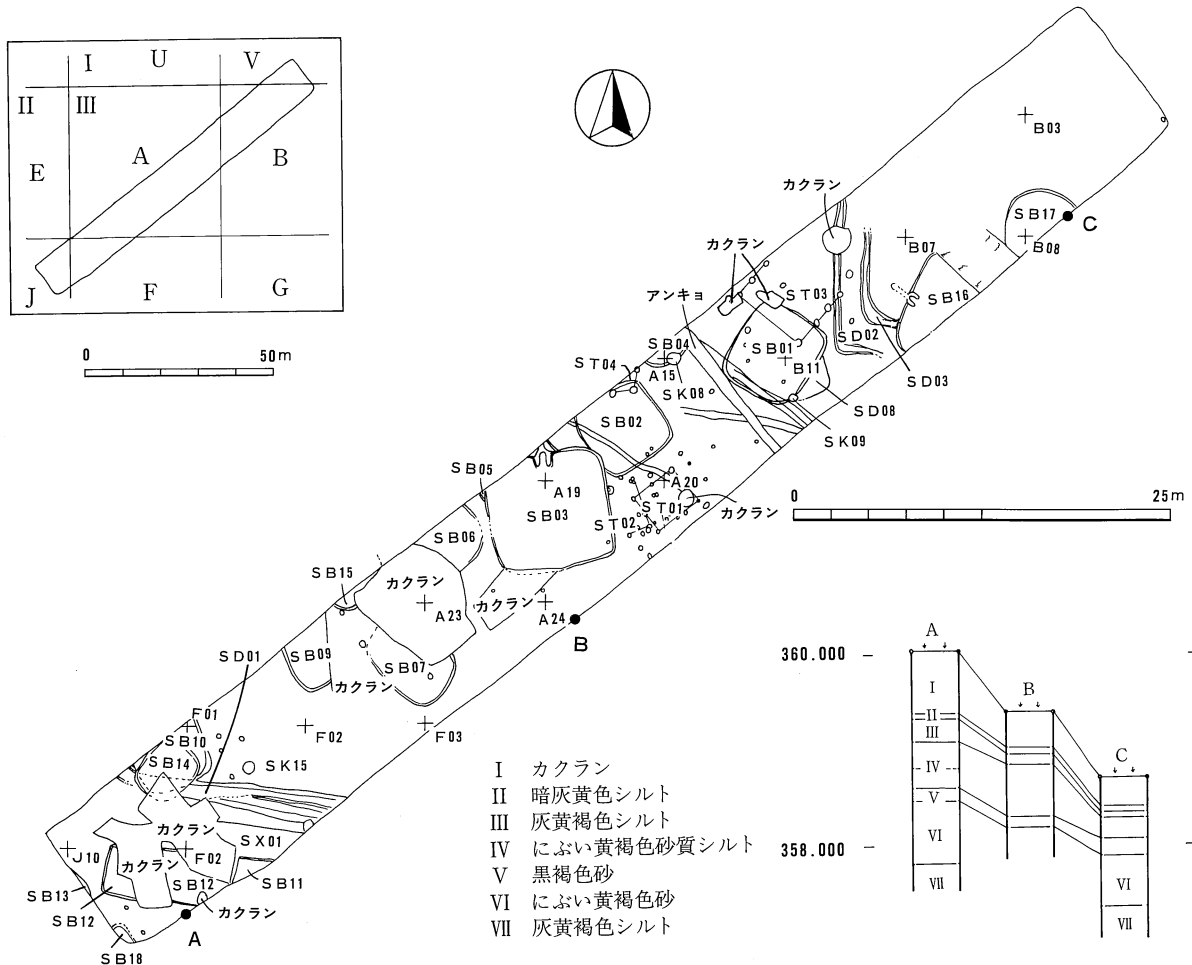 I U V
II III
E A B
J F G
0 50m
B03
カクラン
SB17
C
B07
B08
カクラン
アンキョ
ST03
SB16
SB04
SD02
SB01
ST04
A15
B11
SD03
SK08
SD08
SB02
SK09
SB05
A19
A20
0 25m
SB03
ST01
カクラン
ST02
SB06
SB15
カクラン
カクラン
A23
A24
B
SD01
SB09
SB07
カクラン
F01
SB10
F02
F03
SB14
SK15
カクラン
J10
カクラン
F02
SX01
SB13
SB12
SB12
SB11
カクラン
A
SB18
I カクラン
II 暗灰黄色シルト
III 灰黄褐色シルト
IV にぶい黄褐色砂質シルト
V 黒褐色砂
VI にぶい黄褐色砂
VII 灰黄褐色シルト
A
360.000
I
B
II
III
C
IV
V
358.000
VI
VI
VII
VII